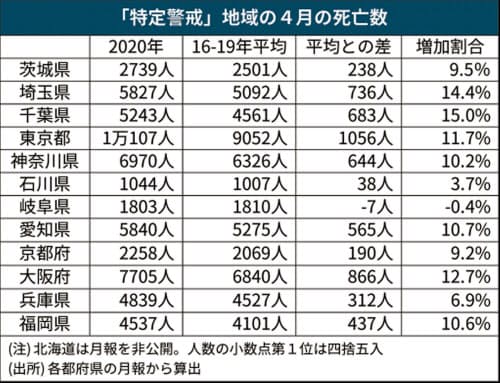 「特定警戒」地域の4月の死亡数
2020年 16-19年平均 平均との差 増加割合
茨城県 2739人 2501人 238人 9.5%
埼玉県 5827人 5092人 736人 14.4%
千葉県 5243人 4561人 683人 15.0%
東京都 1万107人 9052人 1056人 11.7%
神奈川県 6970人 6326人 644人 10.2%
石川県 1044人 1007人 38人 3.7%
岐阜県 1803人 1810人 -7人 -0.4%
愛知県 5840人 5275人 565人 10.7%
京都府 2258人 2069人 190人 9.2%
大阪府 7705人 6840人 866人 12.7%
兵庫県 4839人 4527人 312人 6.9%
福岡県 4537人 4101人 437人 10.6%
(注) 北海道は月報を非公開。人数の小数点第1位は四捨五入
(出所) 各都府県の月報から算出